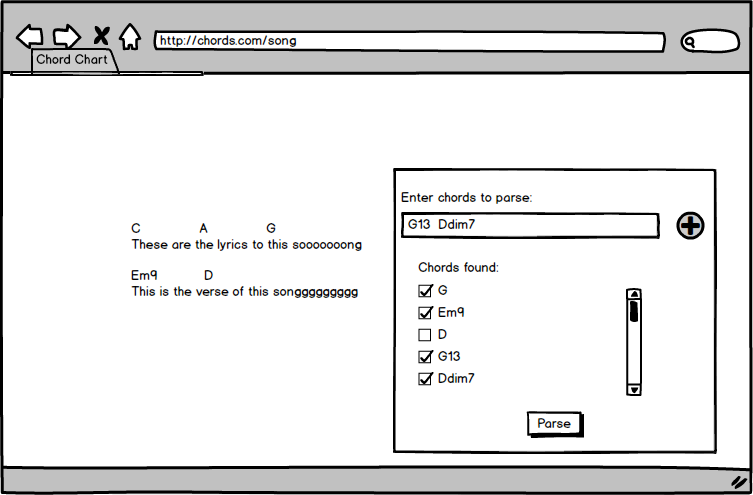 http://chords.com/song
Chord Chart
Enter chords to parse:
G13 Ddim7
C A G
These are the lyrics to this sooooooong
Em9 D
This is the verse of this songgggggggg
Chords found:
G
Em9
D
G13
Ddim7
Parse